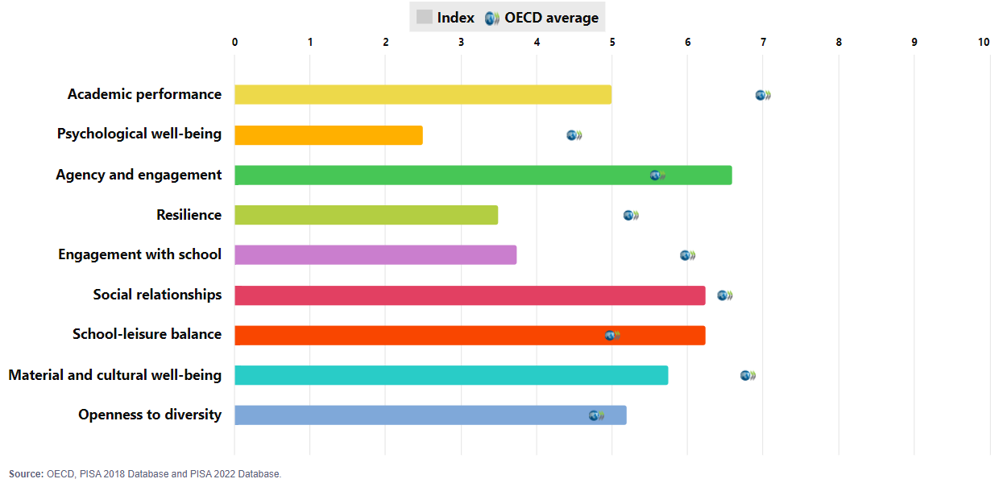 Index OECD average
0 1 2 3 4 5 6 7 8 9 10
Academic performance
Psychological well-being
Agency and engagement
Resilience
Engagement with school
Social relationships
School-leisure balance
Material and cultural well-being
Openness to diversity
Source: OECD, PISA 2018 Database and PISA 2022 Database.